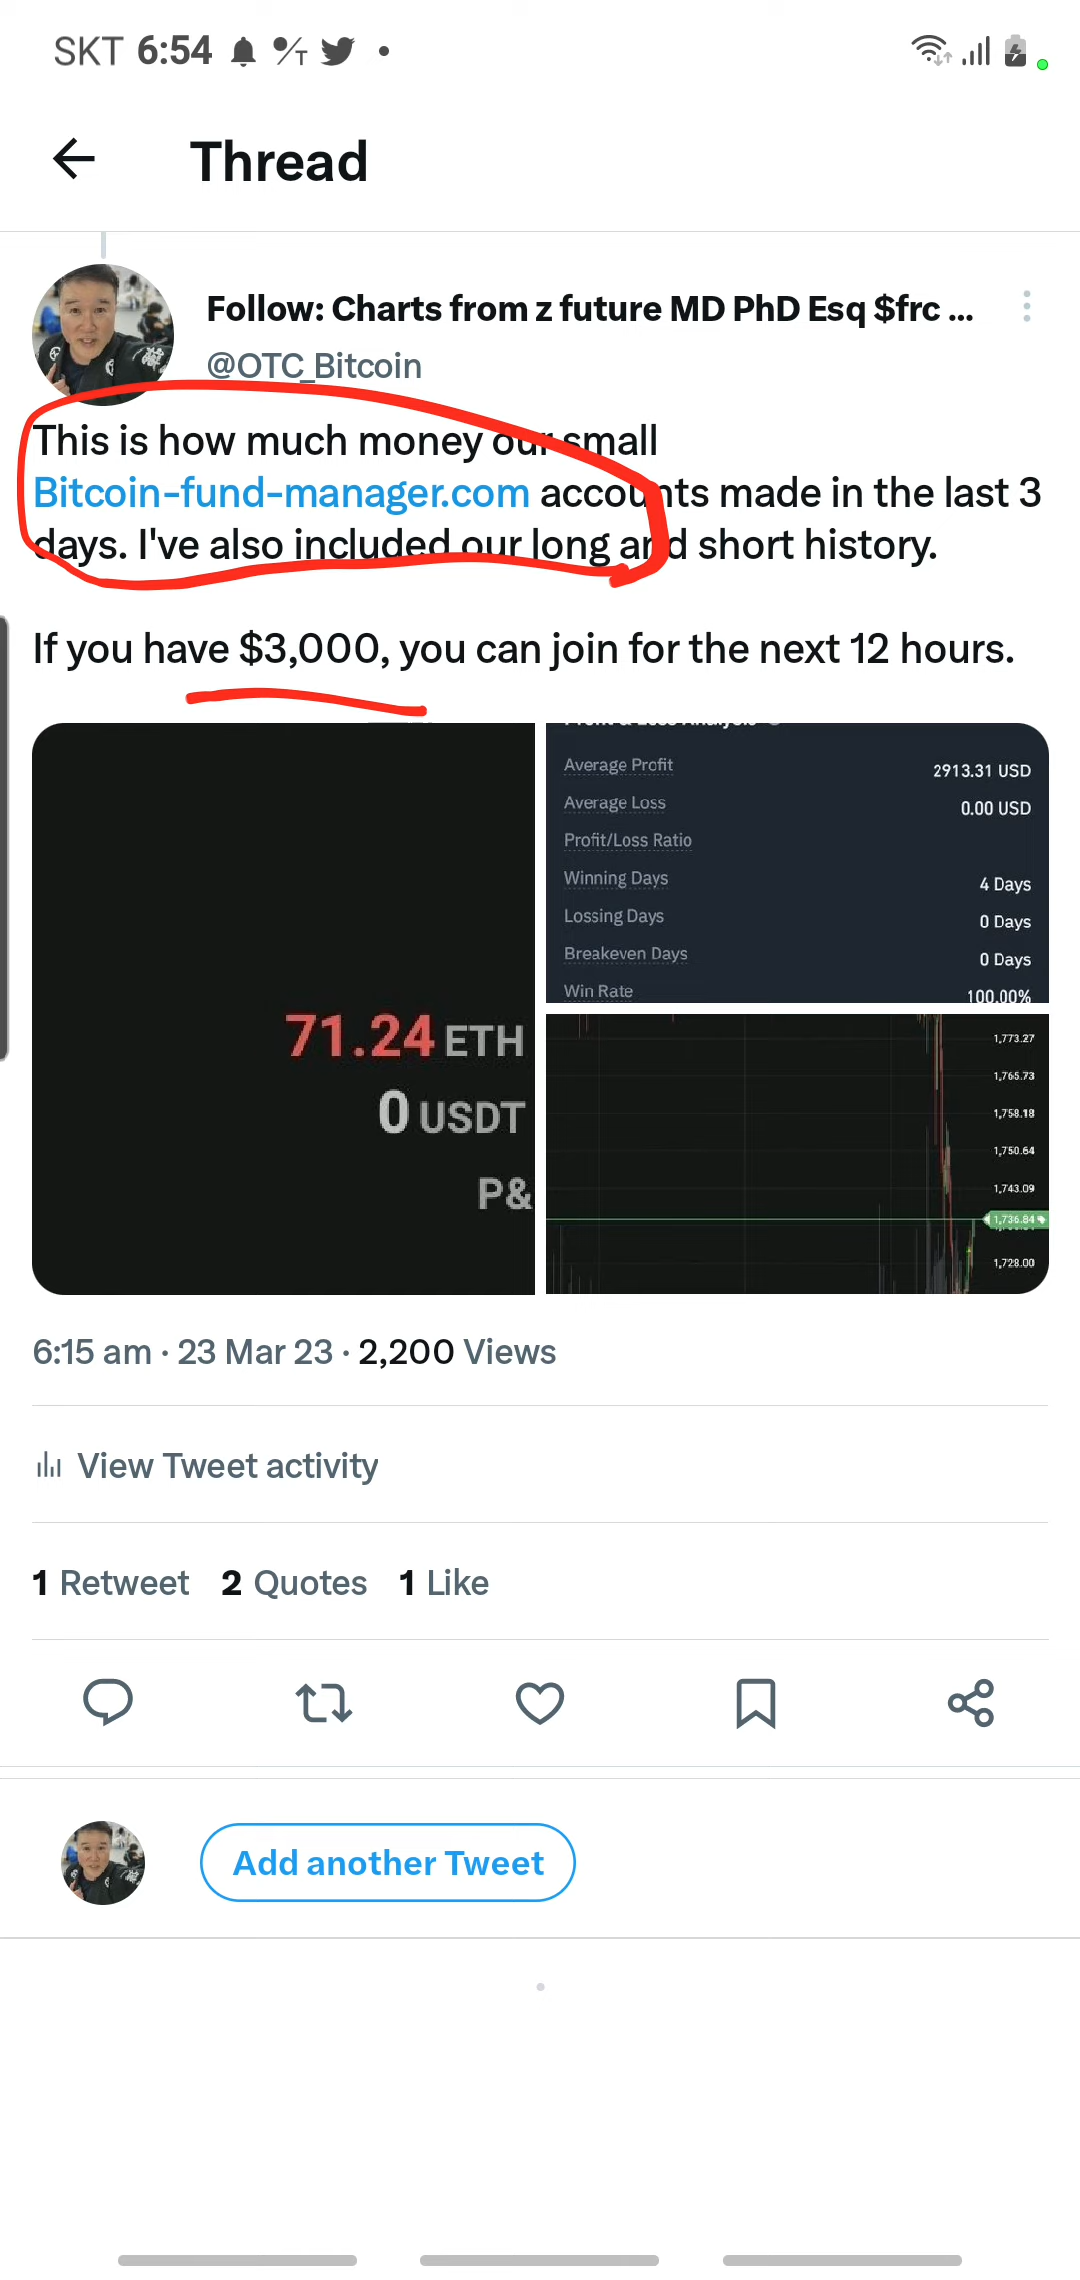 SKT 6:54
Thread
Follow: Charts from z future MD PhD Esq $frc ...
@OTC_Bitcoin
This is how much money our small
Bitcoin-fund-manager.com accounts made in the last 3
days. I've also included our long and short history.
If you have $3,000, you can join for the next 12 hours.
71.24 ETH
0 USDT
P&
Profit & Loss Analysis
Average Profit 2913.31 USD
Average Loss 0.00 USD
Profit/Loss Ratio
Winning Days 4 Days
Lossing Days 0 Days
Breakeven Days 0 Days
Win Rate 100.00%
1,773.27
1,765.73
1,758.18
1,750.64
1,743.09
1,736.84
1,728.00
6:15 am · 23 Mar 23 · 2,200 Views
View Tweet activity
1 Retweet 2 Quotes 1 Like
Add another Tweet